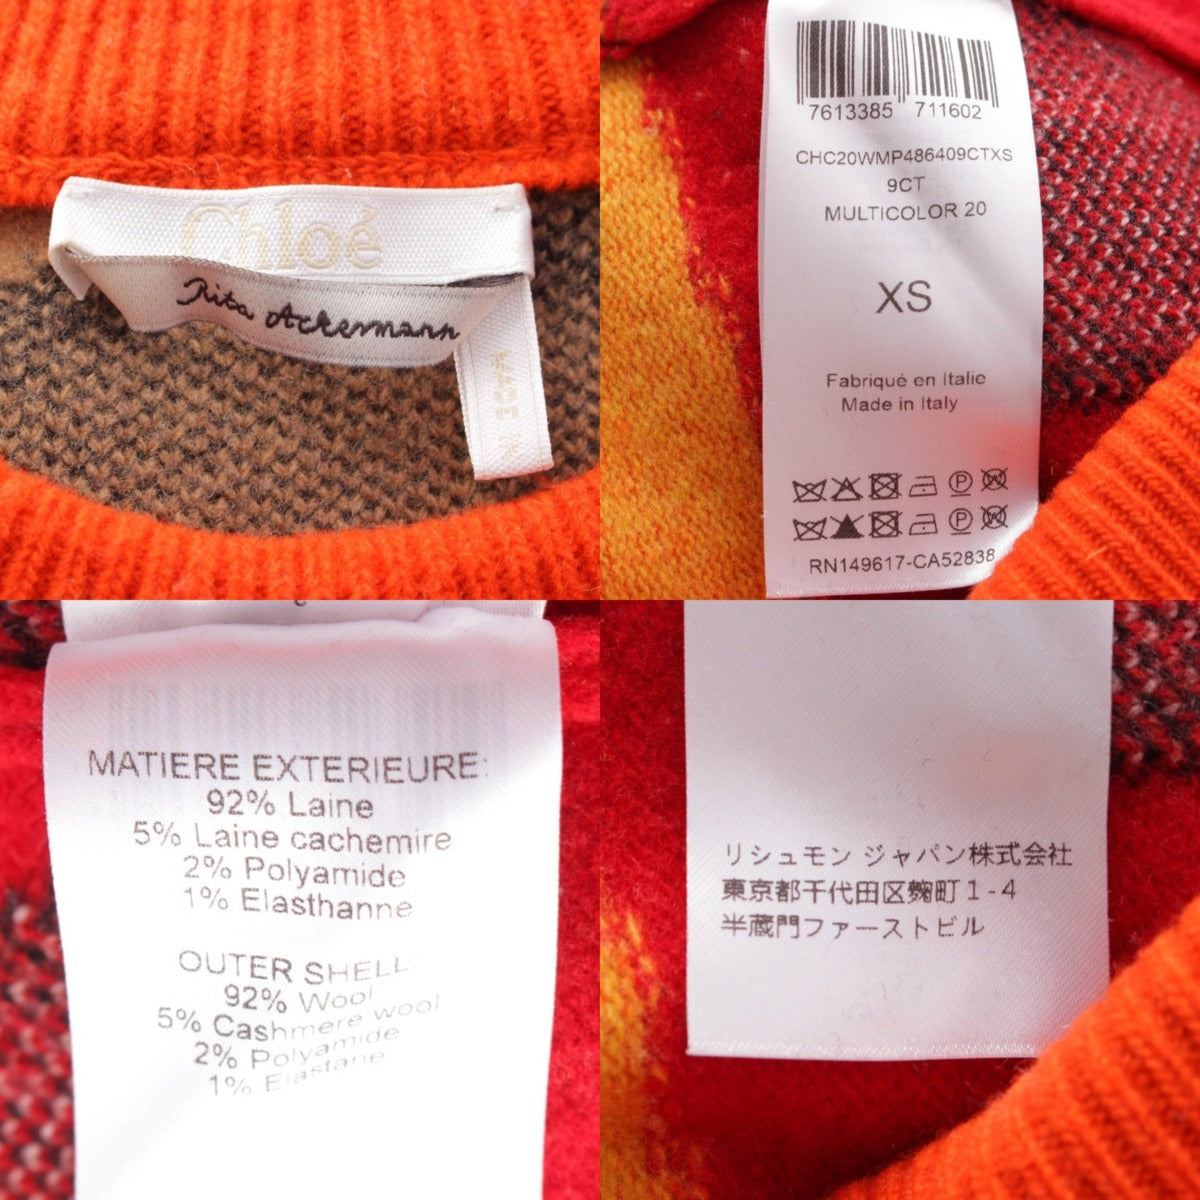 Chloé
Rita Ackermann
7613385 711602
CHC20WMP486409CTXS
9CT
MULTICOLOR 20
XS
Fabriqué en Italie
Made in Italy
RN149617-CA52838
MATIERE EXTERIEURE:
92% Laine
5% Laine cachemire
2% Polyamide
1% Elasthanne
OUTER SHELL:
92% Wool
5% Cashmere wool
2% Polyamide
1% Elastane
リシュモン ジャパン株式会社
東京都千代田区麴町1-4
半蔵門ファーストビル